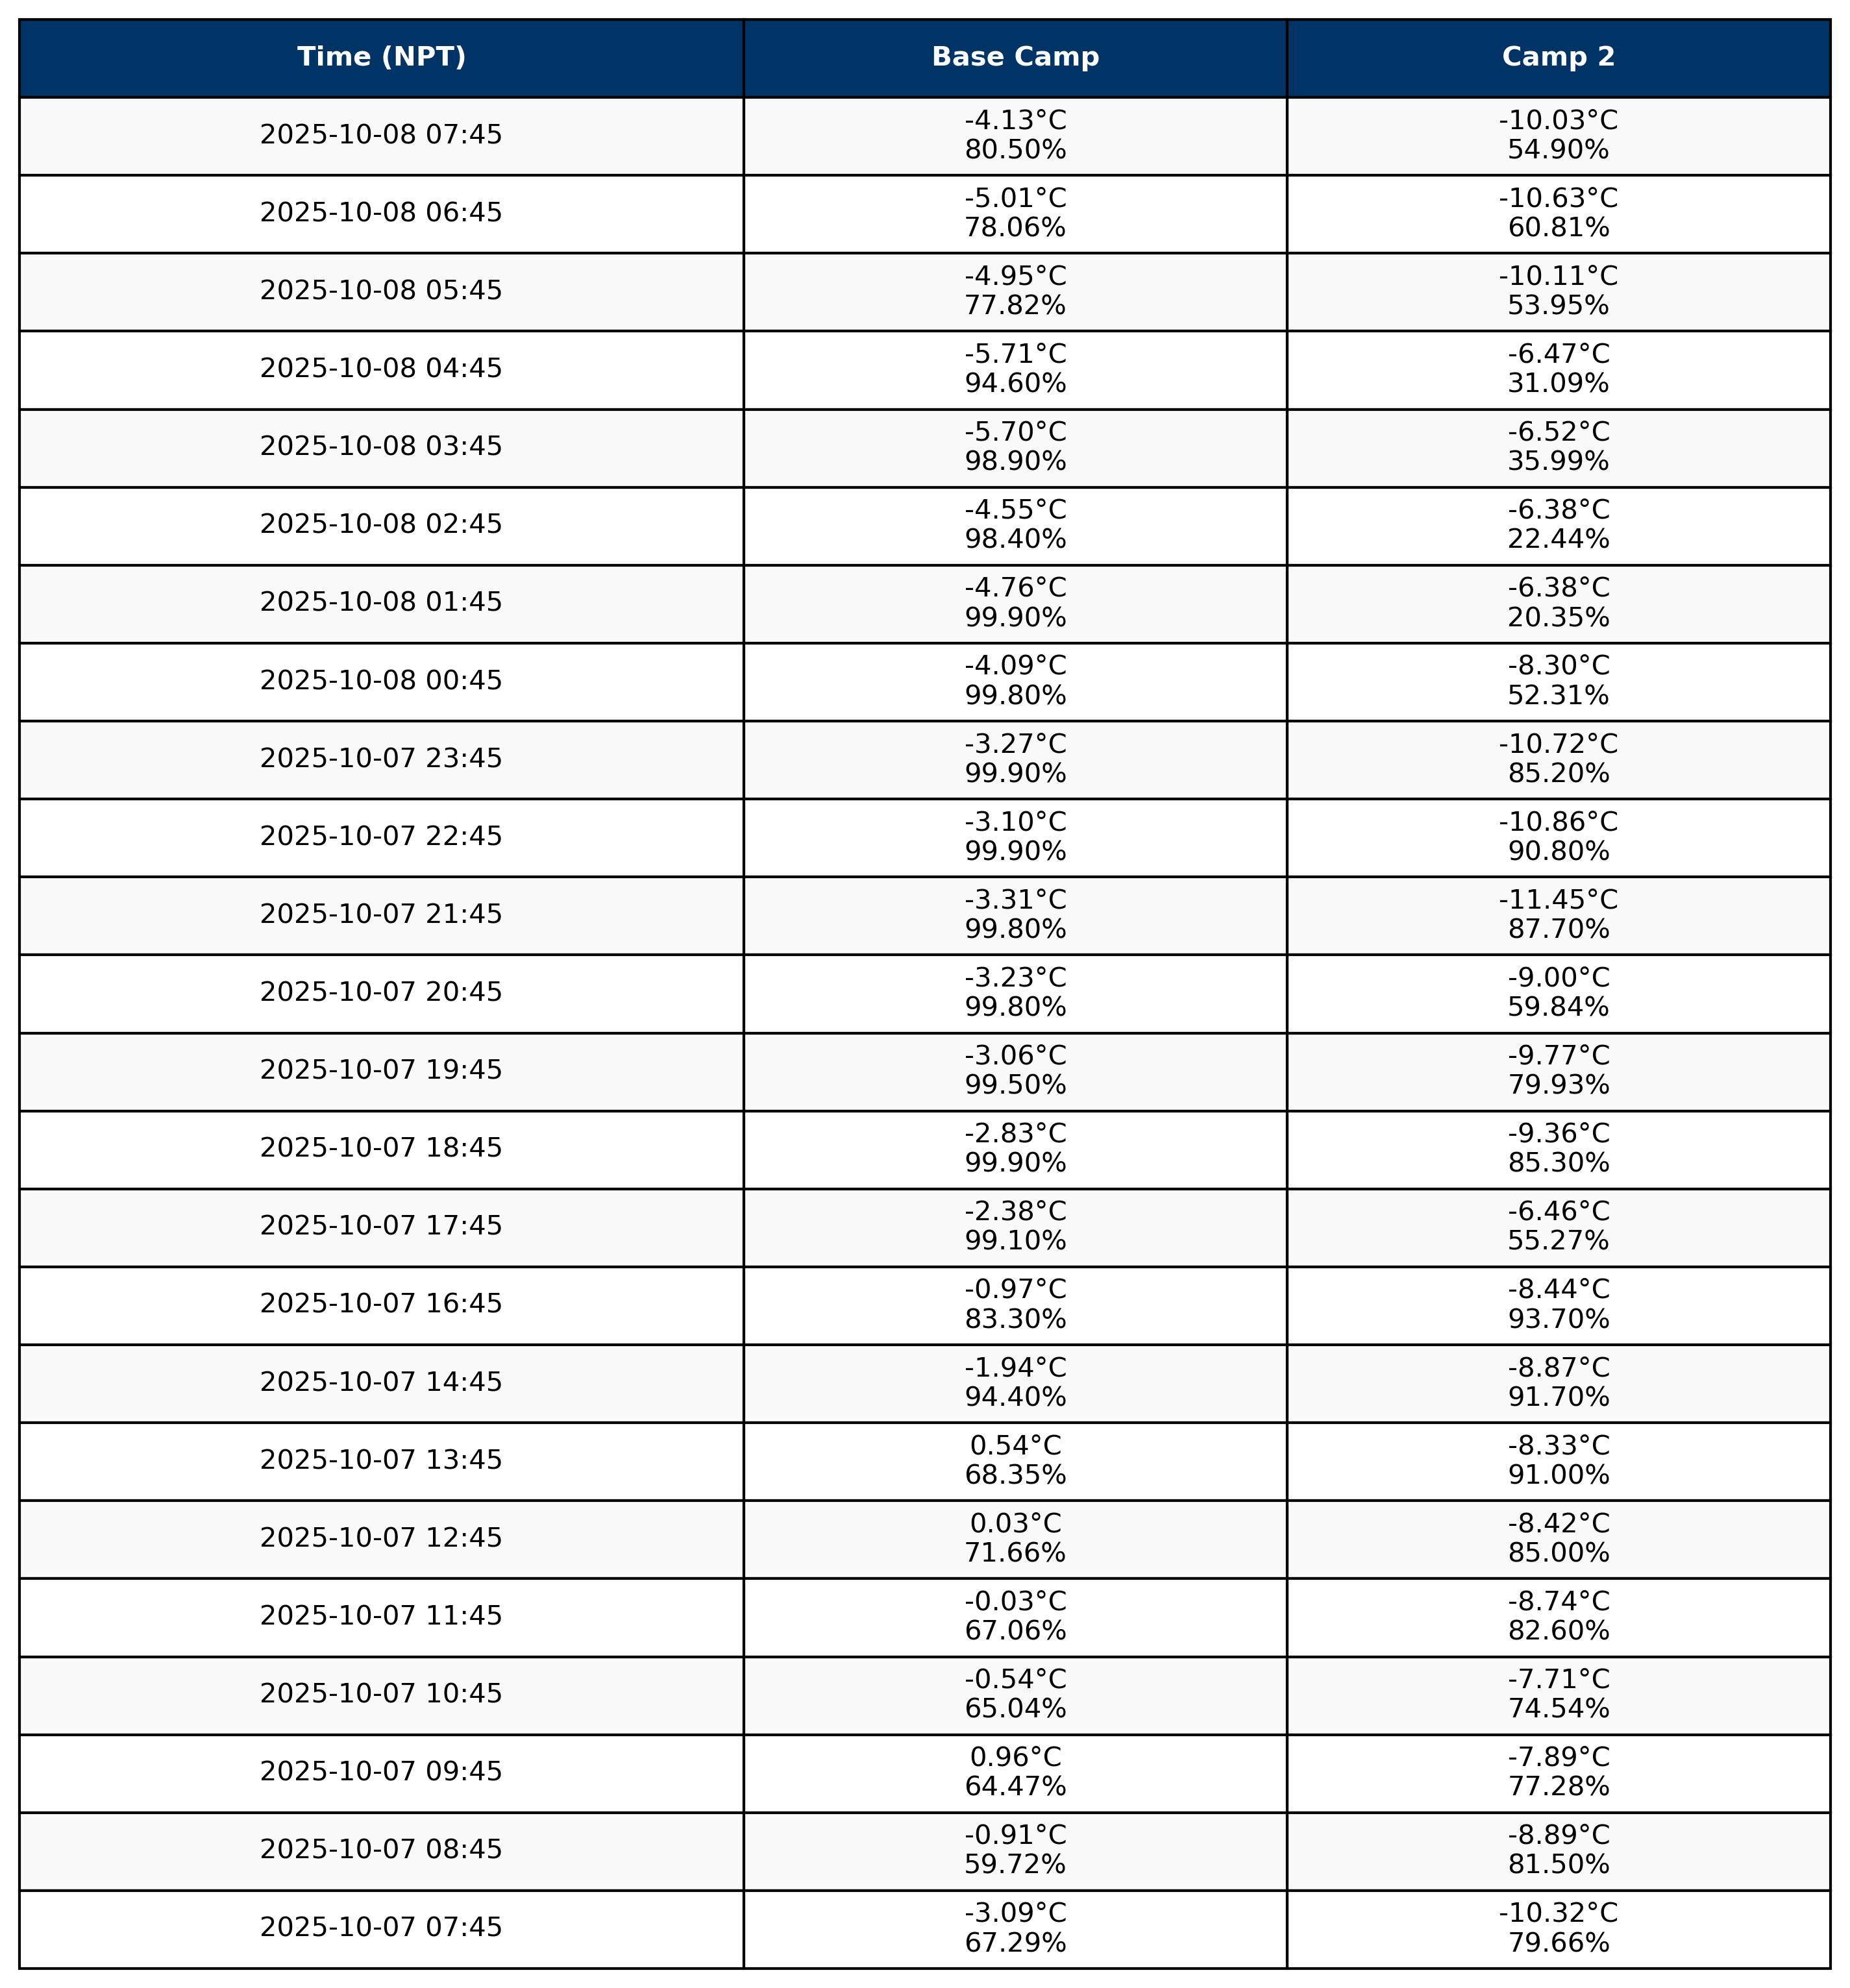 Time (NPT) Base Camp Camp 2
2025-10-08 07:45 -4.13°C -10.03°C
80.50% 54.90%
2025-10-08 06:45 -5.01°C -10.63°C
78.06% 60.81%
2025-10-08 05:45 -4.95°C -10.11°C
77.82% 53.95%
2025-10-08 04:45 -5.71°C -6.47°C
94.60% 31.09%
2025-10-08 03:45 -5.70°C -6.52°C
98.90% 35.99%
2025-10-08 02:45 -4.55°C -6.38°C
98.40% 22.44%
2025-10-08 01:45 -4.76°C -6.38°C
99.90% 20.35%
2025-10-08 00:45 -4.09°C -8.30°C
99.80% 52.31%
2025-10-07 23:45 -3.27°C -10.72°C
99.90% 85.20%
2025-10-07 22:45 -3.10°C -10.86°C
99.90% 90.80%
2025-10-07 21:45 -3.31°C -11.45°C
99.80% 87.70%
2025-10-07 20:45 -3.23°C -9.00°C
99.80% 59.84%
2025-10-07 19:45 -3.06°C -9.77°C
99.50% 79.93%
2025-10-07 18:45 -2.83°C -9.36°C
99.90% 85.30%
2025-10-07 17:45 -2.38°C -6.46°C
99.10% 55.27%
2025-10-07 16:45 -0.97°C -8.44°C
83.30% 93.70%
2025-10-07 14:45 -1.94°C -8.87°C
94.40% 91.70%
2025-10-07 13:45 0.54°C -8.33°C
68.35% 91.00%
2025-10-07 12:45 0.03°C -8.42°C
71.66% 85.00%
2025-10-07 11:45 -0.03°C -8.74°C
67.06% 82.60%
2025-10-07 10:45 -0.54°C -7.71°C
65.04% 74.54%
2025-10-07 09:45 0.96°C -7.89°C
64.47% 77.28%
2025-10-07 08:45 -0.91°C -8.89°C
59.72% 81.50%
2025-10-07 07:45 -3.09°C -10.32°C
67.29% 79.66%